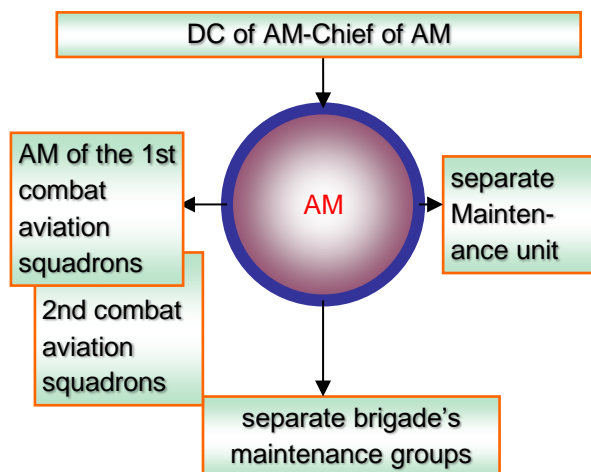 DC of AM-Chief of AM
AM of the 1st
combat
aviation
squadrons
AM
separate
Mainten-
ance unit
2nd combat
aviation
squadrons
separate brigade's
maintenance groups